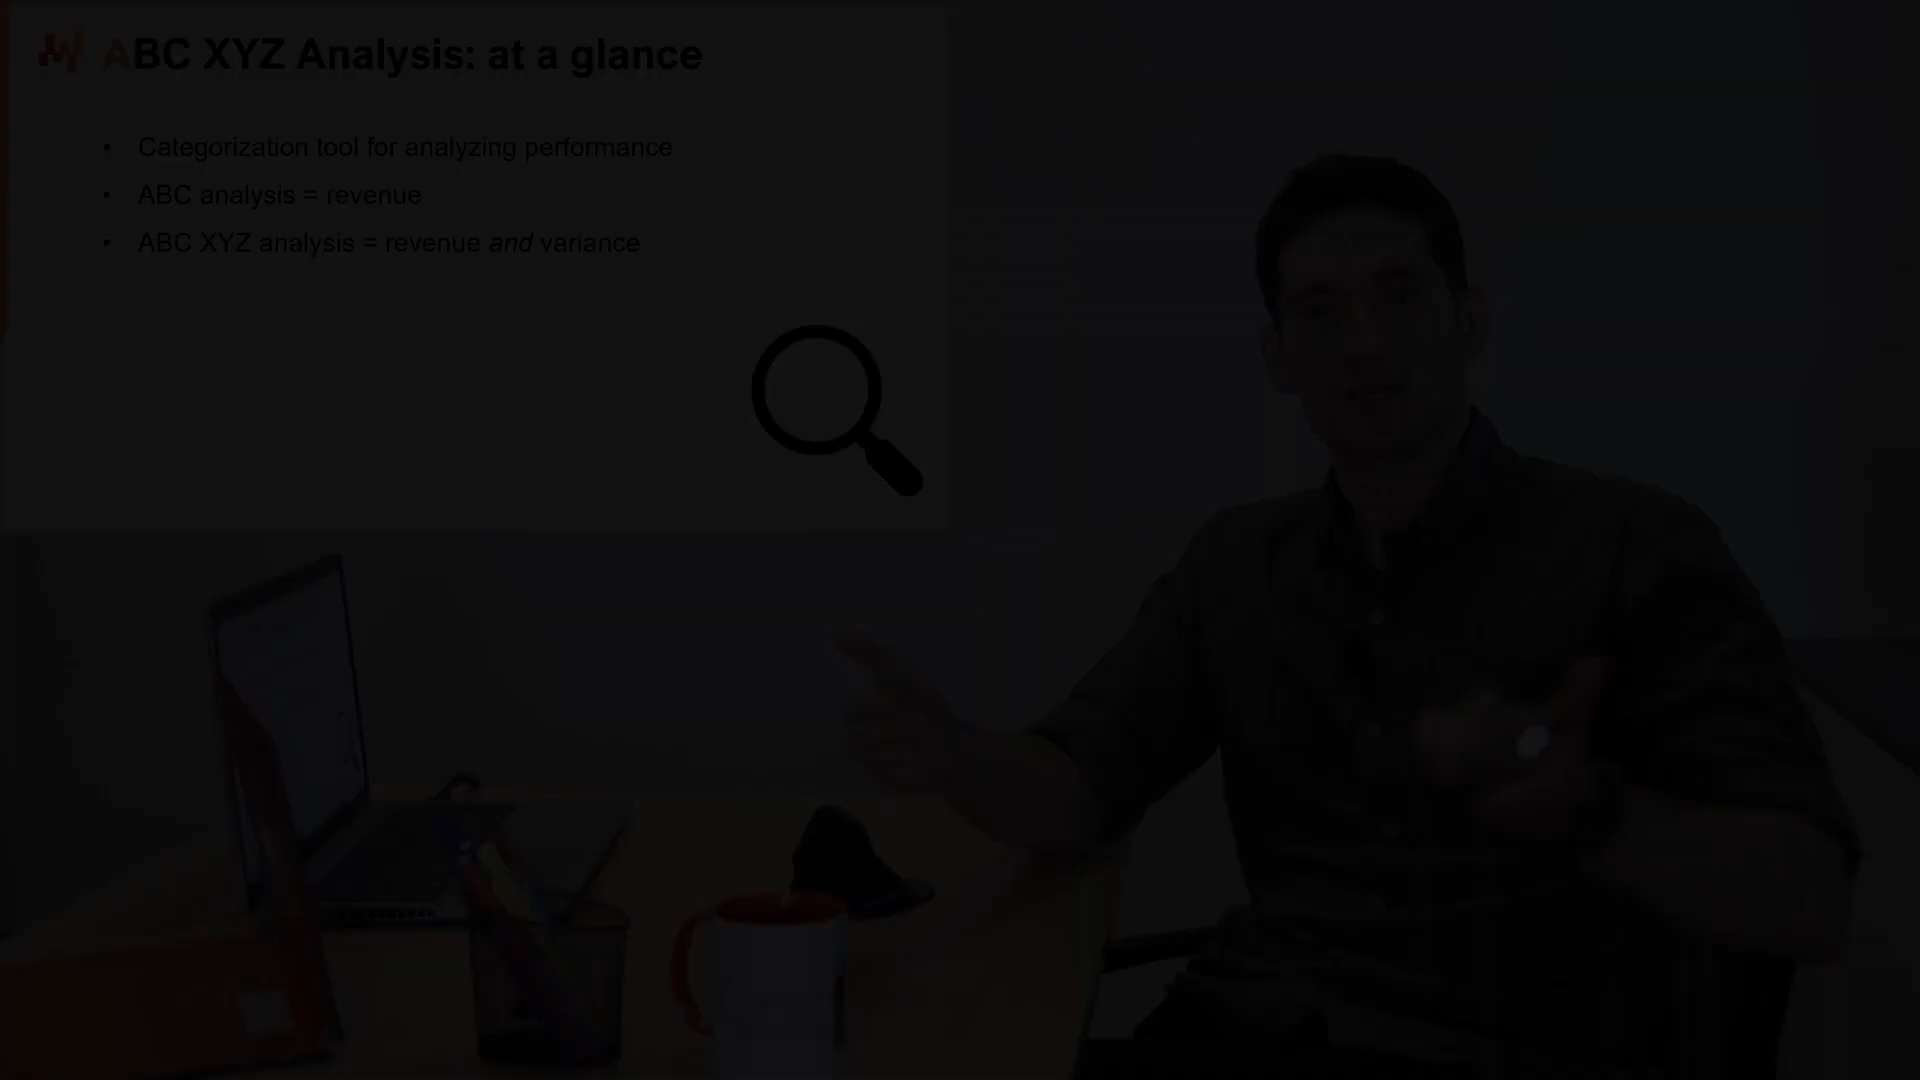 ABC XYZ Analysis: at a glance
• Categorization tool for analyzing performance
• ABC analysis = revenue
• ABC XYZ analysis = revenue and variance